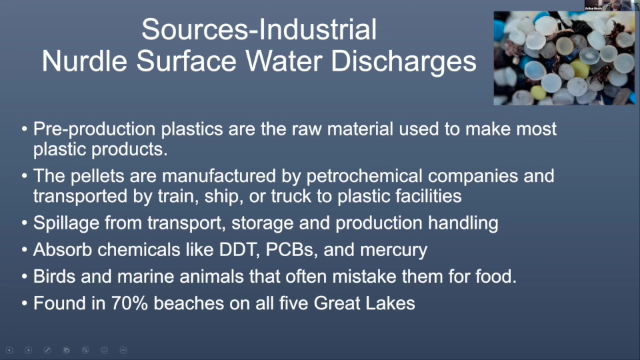 Sources-Industrial
Nurdle Surface Water Discharges
• Pre-production plastics are the raw material used to make most
plastic products.
• The pellets are manufactured by petrochemical companies and
transported by train, ship, or truck to plastic facilities
• Spillage from transport, storage and production handling
• Absorb chemicals like DDT, PCBs, and mercury
• Birds and marine animals that often mistake them for food.
• Found in 70% beaches on all five Great Lakes